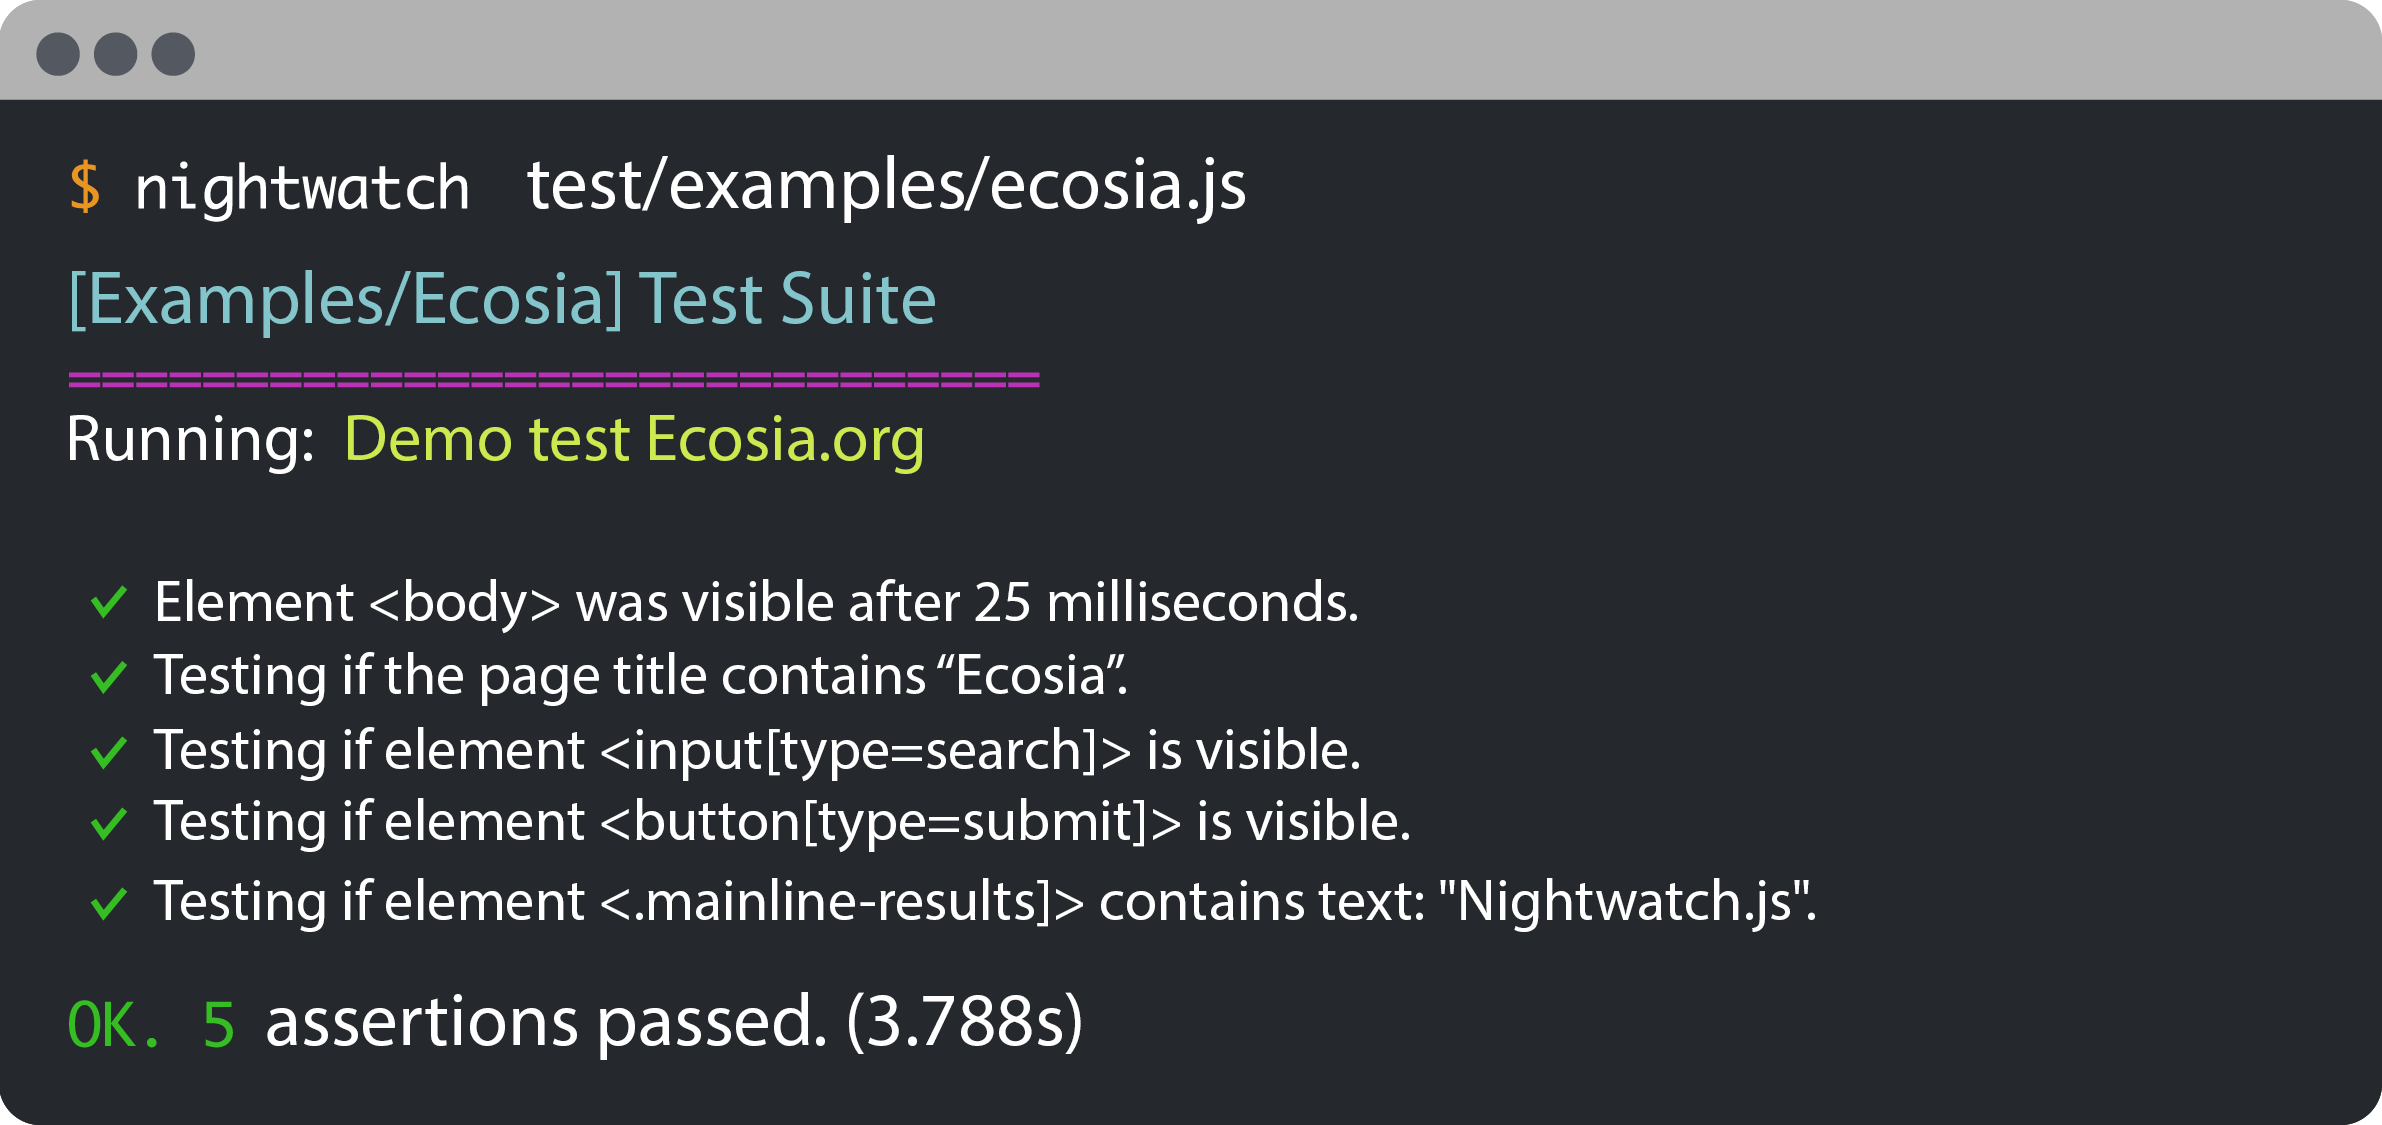 $ nightwatch test/examples/ecosia.js
[Examples/Ecosia] Test Suite
=============================
Running: Demo test Ecosia.org
✓ Element <body> was visible after 25 milliseconds.
✓ Testing if the page title contains “Ecosia”.
✓ Testing if element <input[type=search]> is visible.
✓ Testing if element <button[type=submit]> is visible.
✓ Testing if element <.mainline-results]> contains text: "Nightwatch.js".
OK. 5 assertions passed. (3.788s)